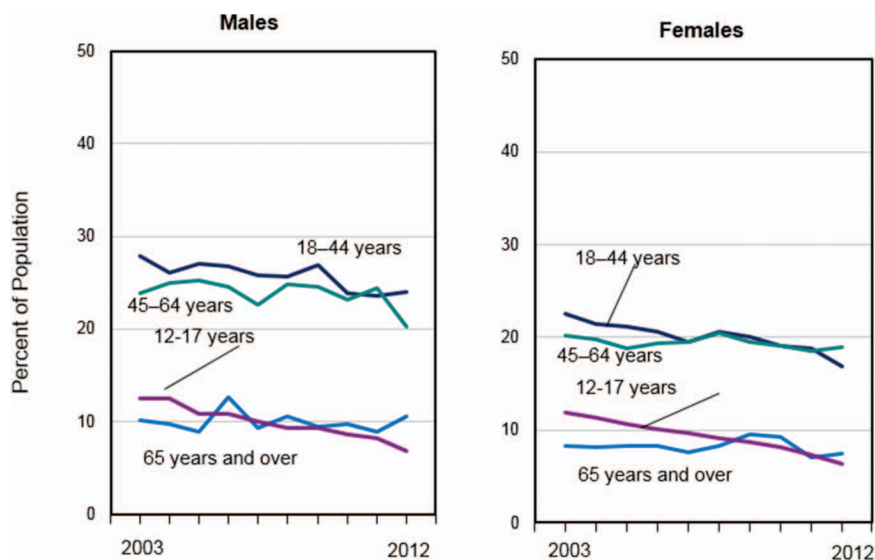 Males
Percent of Population
50
40
30
20
10
0
18–44 years
45–64 years
12-17 years
65 years and over
2003
2012
Females
50
40
30
20
10
0
18–44 years
45–64 years
12-17 years
65 years and over
2003
2012